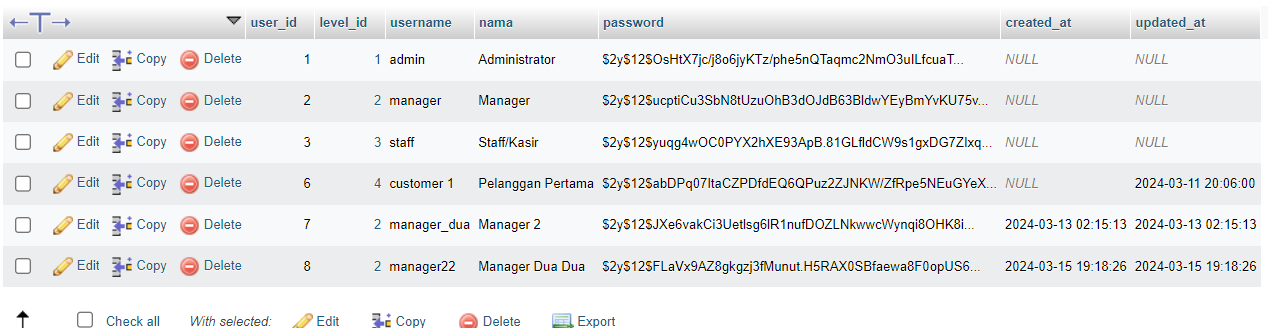 user_id level_id username nama password created_at updated_at
Edit Copy Delete 1 1 admin Administrator $2y$12$OsHtX7jc/j8o6jyKTz/phe5nQTaqmc2NmO3uILfcuaT... NULL NULL
Edit Copy Delete 2 2 manager Manager $2y$12$ucptiCu3SbN8tUzuOhB3dOJdB63BldwYEyBmYvKU75v... NULL NULL
Edit Copy Delete 3 3 staff Staff/Kasir $2y$12$yuqg4wOC0PYX2hXE93ApB.81GLfldCW9s1gxDG7ZIxq... NULL NULL
Edit Copy Delete 6 4 customer 1 Pelanggan Pertama $2y$12$abDPq07ItaCZPDfdEQ6QPuz2ZJNKW/ZfRpe5NEuGYeX... NULL 2024-03-11 20:06:00
Edit Copy Delete 7 2 manager_dua Manager 2 $2y$12$JXe6vakCi3Uetlsg6lR1nufDOZLNkwwcWynqi8OHK8i... 2024-03-13 02:15:13 2024-03-13 02:15:13
Edit Copy Delete 8 2 manager22 Manager Dua Dua $2y$12$FLaVx9AZ8gkgzj3fMunut.H5RAX0SBfaewa8F0opUS6... 2024-03-15 19:18:26 2024-03-15 19:18:26
Check all With selected: Edit Copy Delete Export